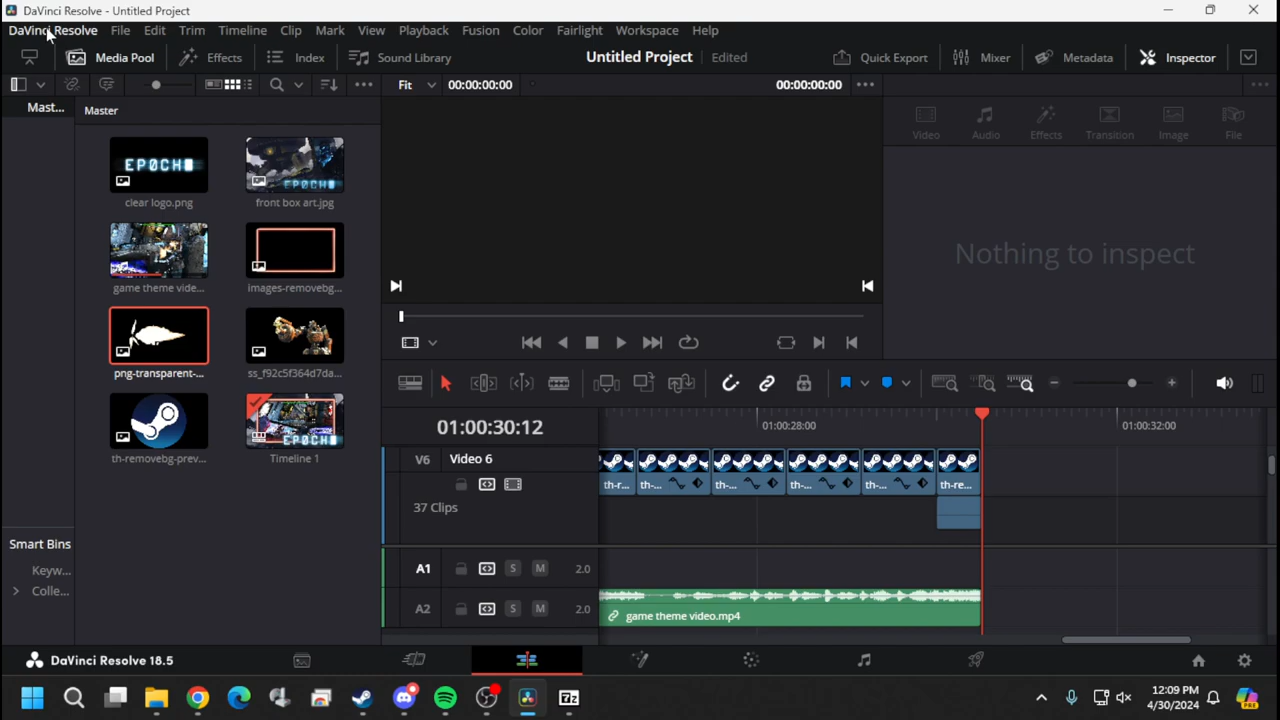 DaVinci Resolve - Untitled Project
DaVinci Resolve File Edit Trim Timeline Clip Mark View Playback Fusion Color Fairlight Workspace Help
Media Pool Effects Index Sound Library Untitled Project Edited Quick Export Mixer Metadata Inspector
Fit 00:00:00:00 00:00:00:00
Mast... Master
Video Audio Effects Transition Image File
EPOCH
EPOCH
clear logo.png front box art.jpg
Nothing to inspect
game theme vide... images-removebg...
png-transparent-... ss_f92c5f364d7da...
EPOCH
th-removebg-prev... Timeline 1
01:00:30:12 01:00:28:00 01:00:32:00
V6 Video 6
th-r... th-... th-... th-... th-... th-re...
37 Clips
Smart Bins
Keyw...
Colle...
A1 S M 2.0
A2 S M 2.0
game theme video.mp4
DaVinci Resolve 18.5
7z
12:09 PM
4/30/2024
PRE